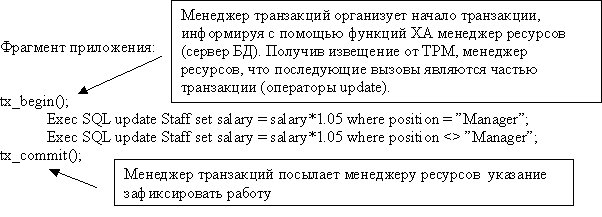 Менеджер транзакций организует начало транзакции,
информируя с помощью функций XA менеджер ресурсов
(сервер БД). Получив извещение от TPM, менеджер
ресурсов, что последующие вызовы являются частью
транзакции (операторы update).
Фрагмент приложения:
tx_begin();
Exec SQL update Staff set salary = salary*1.05 where position = ”Manager”;
Exec SQL update Staff set salary = salary*1.05 where position <> ”Manager”;
tx_commit();
Менеджер транзакций посылает менеджеру ресурсов указание
зафиксировать работу